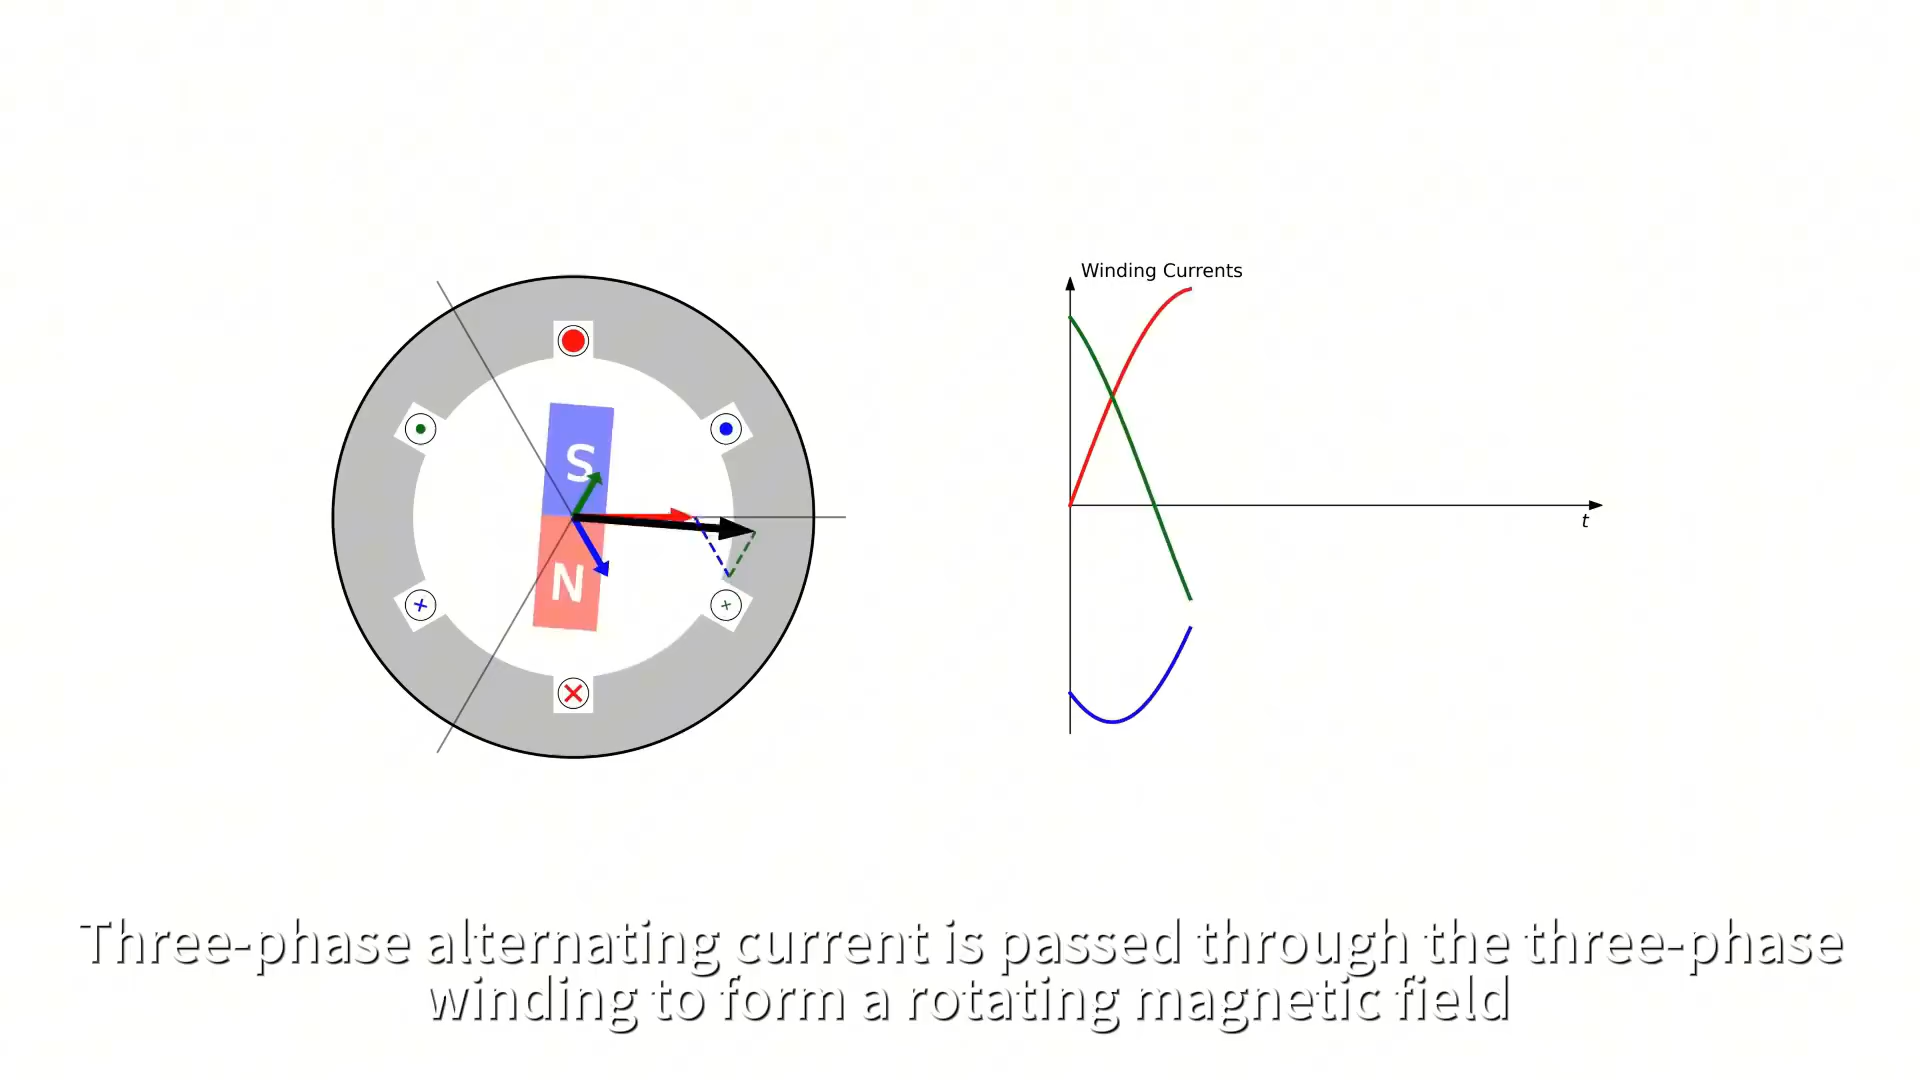 Winding Currents
S
N
t
Three-phase alternating current is passed through the three-phase
winding to form a rotating magnetic field